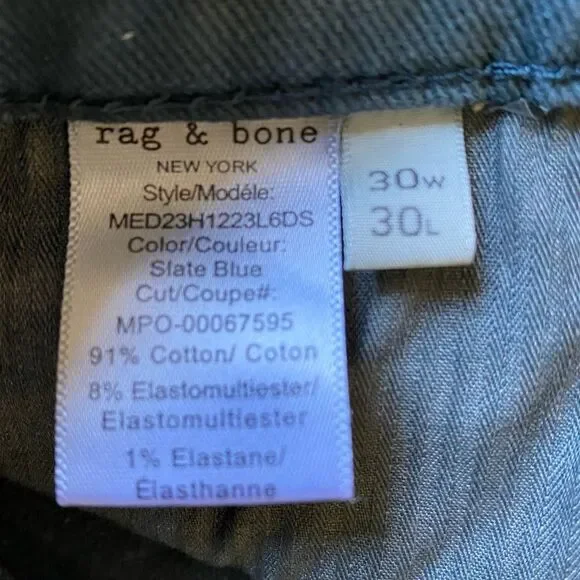 rag & bone
NEW YORK
Style/Modéle:
MED23H1223L6DS
Color/Couleur:
Slate Blue
Cut/Coupe#:
MPO-00067595
91% Cotton/ Coton
8% Elastomultiester/
Elastomultiester
1% Elastane/
Élasthanne
30W
30L